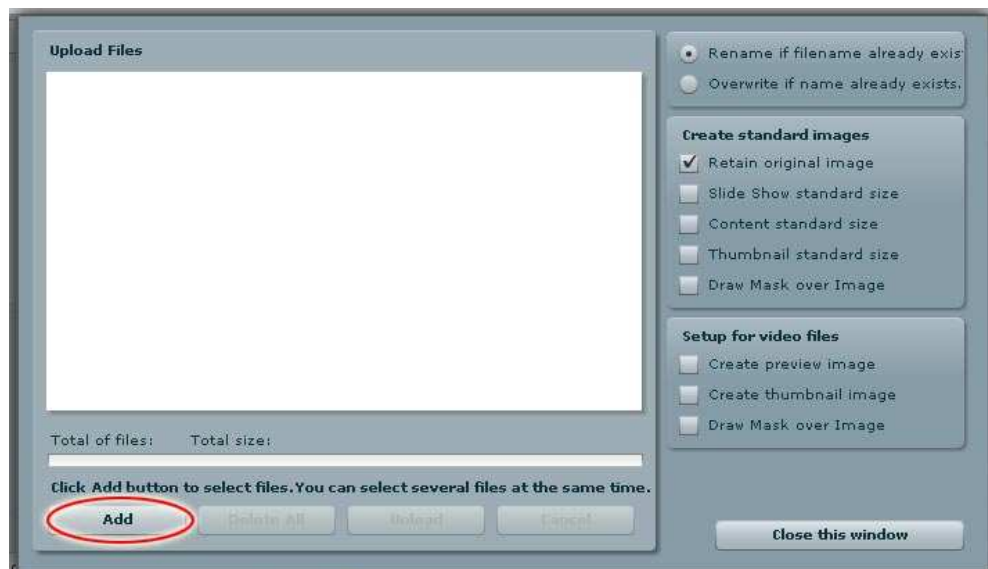 Upload Files
Total of files: Total size:
Click Add button to select files.You can select several files at the same time.
Add Delete All Upload Cancel
Rename if filename already exis
Overwrite if name already exists.
Create standard images
Retain original image
Slide Show standard size
Content standard size
Thumbnail standard size
Draw Mask over Image
Setup for video files
Create preview image
Create thumbnail image
Draw Mask over Image
Close this window